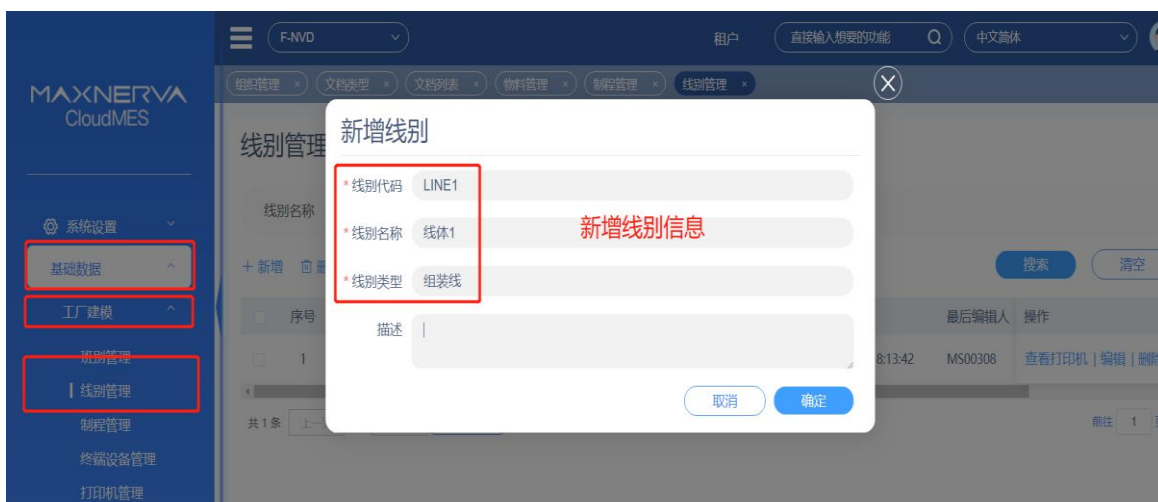 F-NVD
租户
直接输入想要的功能
中文简体
MAXNERVA
CloudMES
组织管理 ×
文档类型 ×
文档列表 ×
物料管理 ×
制程管理 ×
线别管理 ×
系统设置
基础数据
工厂建模
班别管理
线别管理
制程管理
终端设备管理
打印机管理
线别管理
线别名称
+ 新增
搜索
清空
序号
最后编辑人
操作
1
8:13:42
MS00308
查看打印机 | 编辑 | 删除
共 1 条
上一
前往 1
新增线别
* 线别代码 LINE1
* 线别名称 线体1
* 线别类型 组装线
描述
新增线别信息
取消
确定